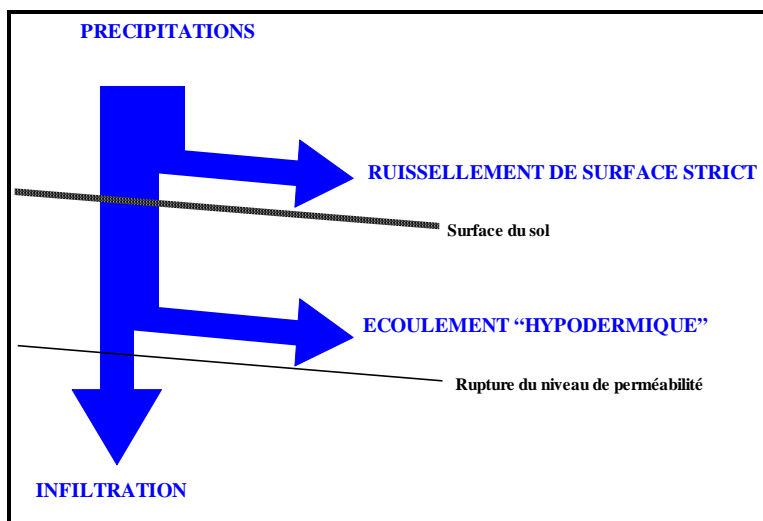 PRECIPITATIONS
RUISSELLEMENT DE SURFACE STRICT
Surface du sol
ECOULEMENT “HYPODERMIQUE”
Rupture du niveau de perméabilité
INFILTRATION